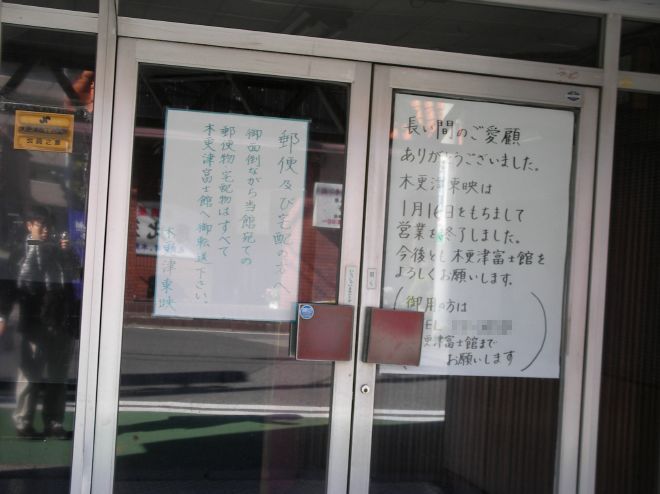 郵便及び宅配の方へ
御面倒ながら当館宛ての
郵便物、宅配物はすべて
木更津富士館へ御転送下さい。
木更津東映
長い間のご愛顧
ありがとうございました。
木更津東映は
1月16日をもちまして
営業を終了しました。
今後とも木更津富士館を
よろしくお願いします。
御用の方は
TEL
木更津富士館まで
お願いします